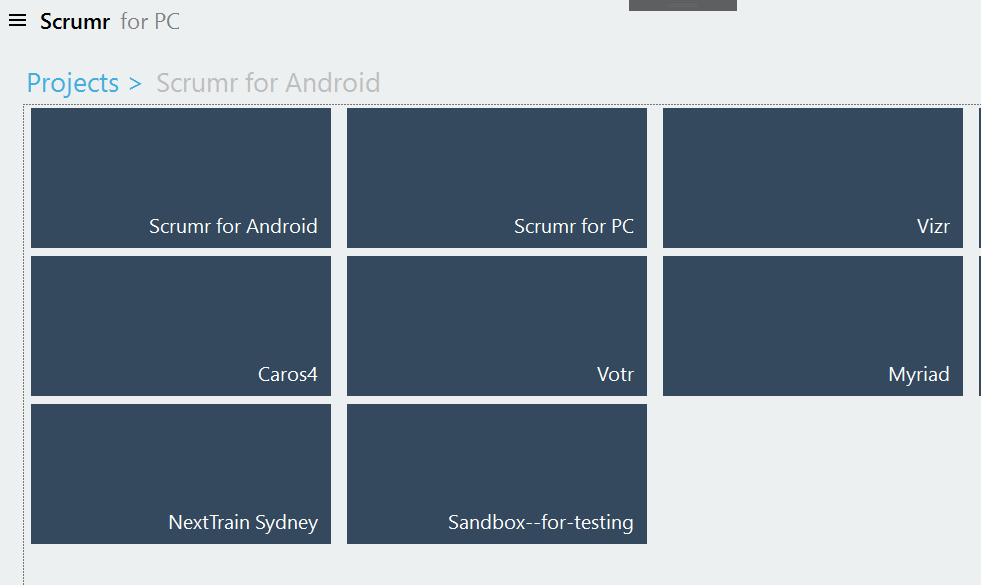 Scrumr for PC
Projects > Scrumr for Android
Scrumr for Android
Scrumr for PC
Vizr
Caros4
Votr
Myriad
NextTrain Sydney
Sandbox--for-testing